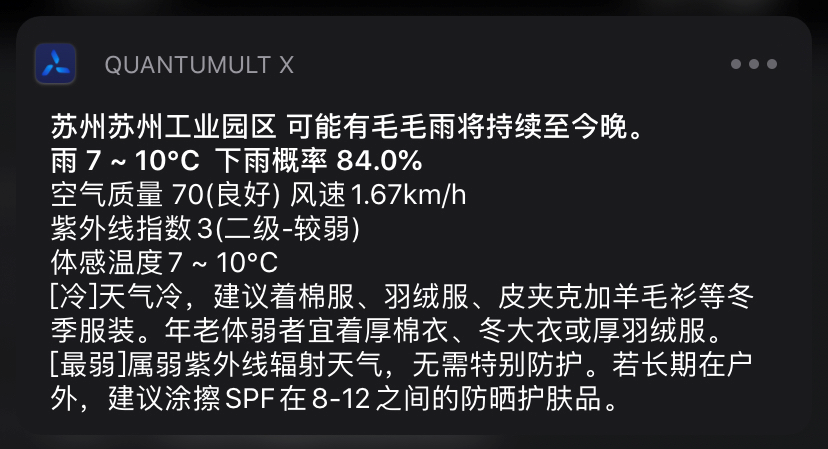 QUANTUMULT X
苏州苏州工业园区 可能有毛毛雨将持续至今晚。
雨 7 ~ 10°C 下雨概率 84.0%
空气质量 70(良好) 风速1.67km/h
紫外线指数3(二级-较弱)
体感温度7 ~ 10°C
[冷]天气冷，建议着棉服、羽绒服、皮夹克加羊毛衫等冬
季服装。年老体弱者宜着厚棉衣、冬大衣或厚羽绒服。
[最弱]属弱紫外线辐射天气，无需特别防护。若长期在户
外，建议涂擦SPF在8-12之间的防晒护肤品。